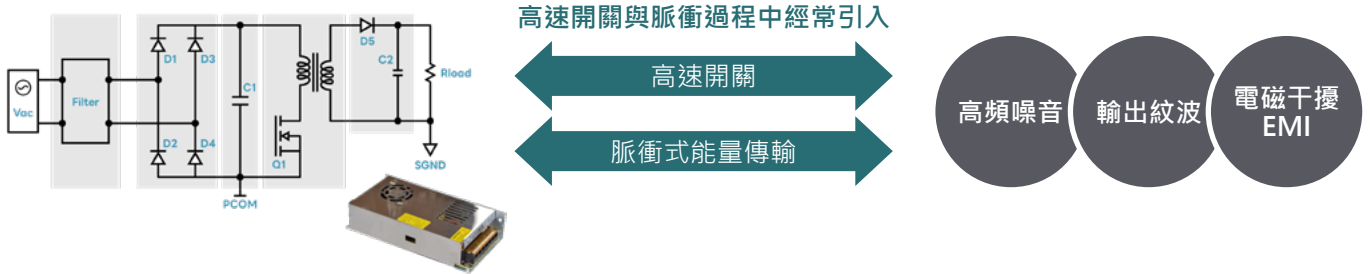 高速開關與脈衝過程中經常引入
D1
D3
D5
C2
Rload
Vac
Filter
C1
D2
D4
Q1
SGND
PCOM
高速開關
脈衝式能量傳輸
高頻噪音
輸出紋波
電磁干擾
EMI